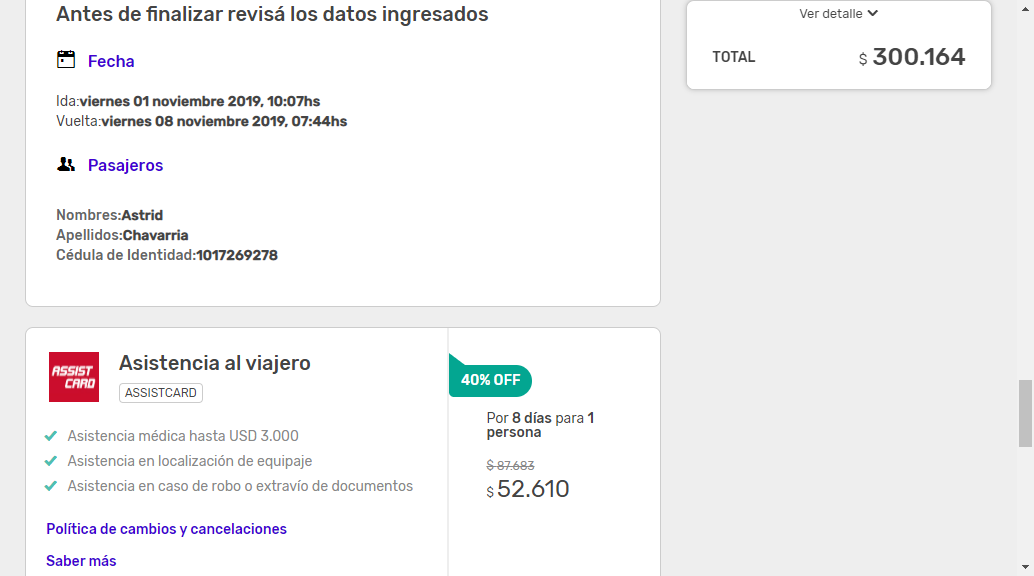 Antes de finalizar revisá los datos ingresados
Fecha
Ida:viernes 01 noviembre 2019, 10:07hs
Vuelta:viernes 08 noviembre 2019, 07:44hs
Pasajeros
Nombres:Astrid
Apellidos:Chavarria
Cédula de Identidad:1017269278
Ver detalle
TOTAL
$ 300.164
ASSIST
CARD
Asistencia al viajero
ASSISTCARD
Asistencia médica hasta USD 3.000
Asistencia en localización de equipaje
Asistencia en caso de robo o extravío de documentos
Política de cambios y cancelaciones
Saber más
40% OFF
Por 8 días para 1
persona
$ 87.683
$ 52.610